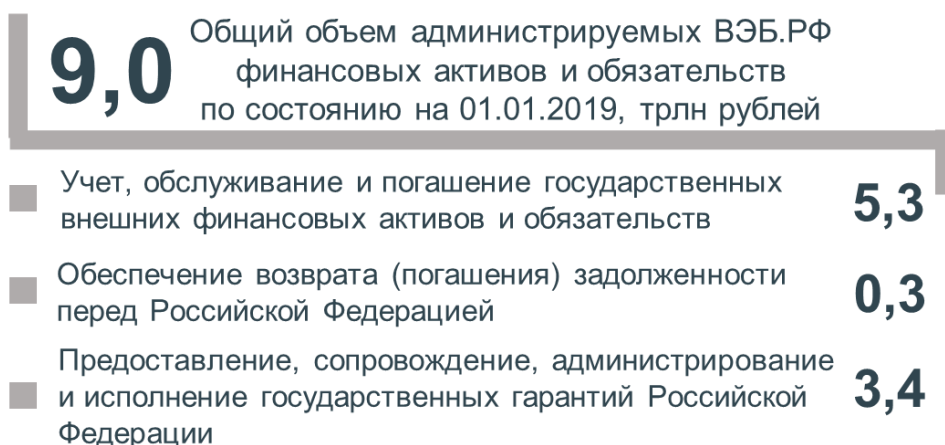 9,0
Общий объем администрируемых ВЭБ.РФ
финансовых активов и обязательств
по состоянию на 01.01.2019, трлн рублей
Учет, обслуживание и погашение государственных
внешних финансовых активов и обязательств
5,3
Обеспечение возврата (погашения) задолженности
перед Российской Федерацией
0,3
Предоставление, сопровождение, администрирование
и исполнение государственных гарантий Российской
Федерации
3,4